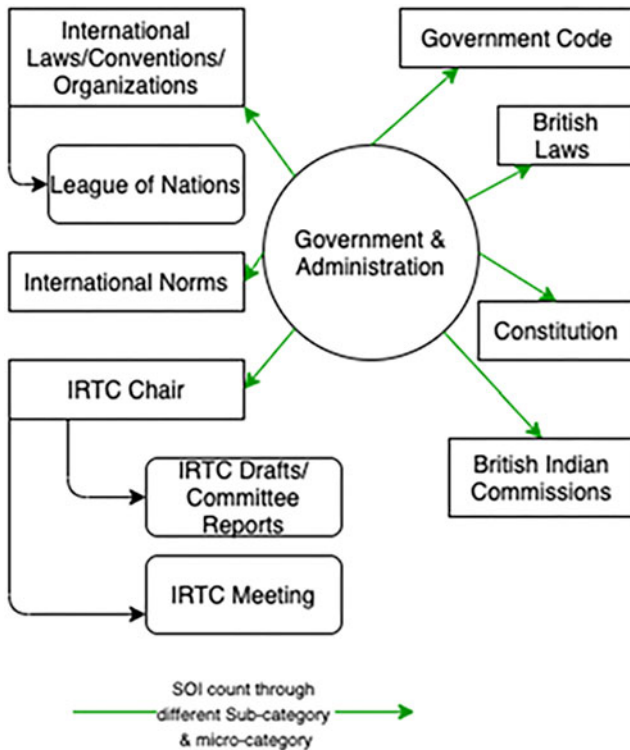 International
Laws/Conventions/
Organizations
Government Code
British
Laws
League of Nations
Government &
Administration
International Norms
Constitution
IRTC Chair
British Indian
Commissions
IRTC Drafts/
Committee
Reports
IRTC Meeting
SOI count through
different Sub-category
& micro-category